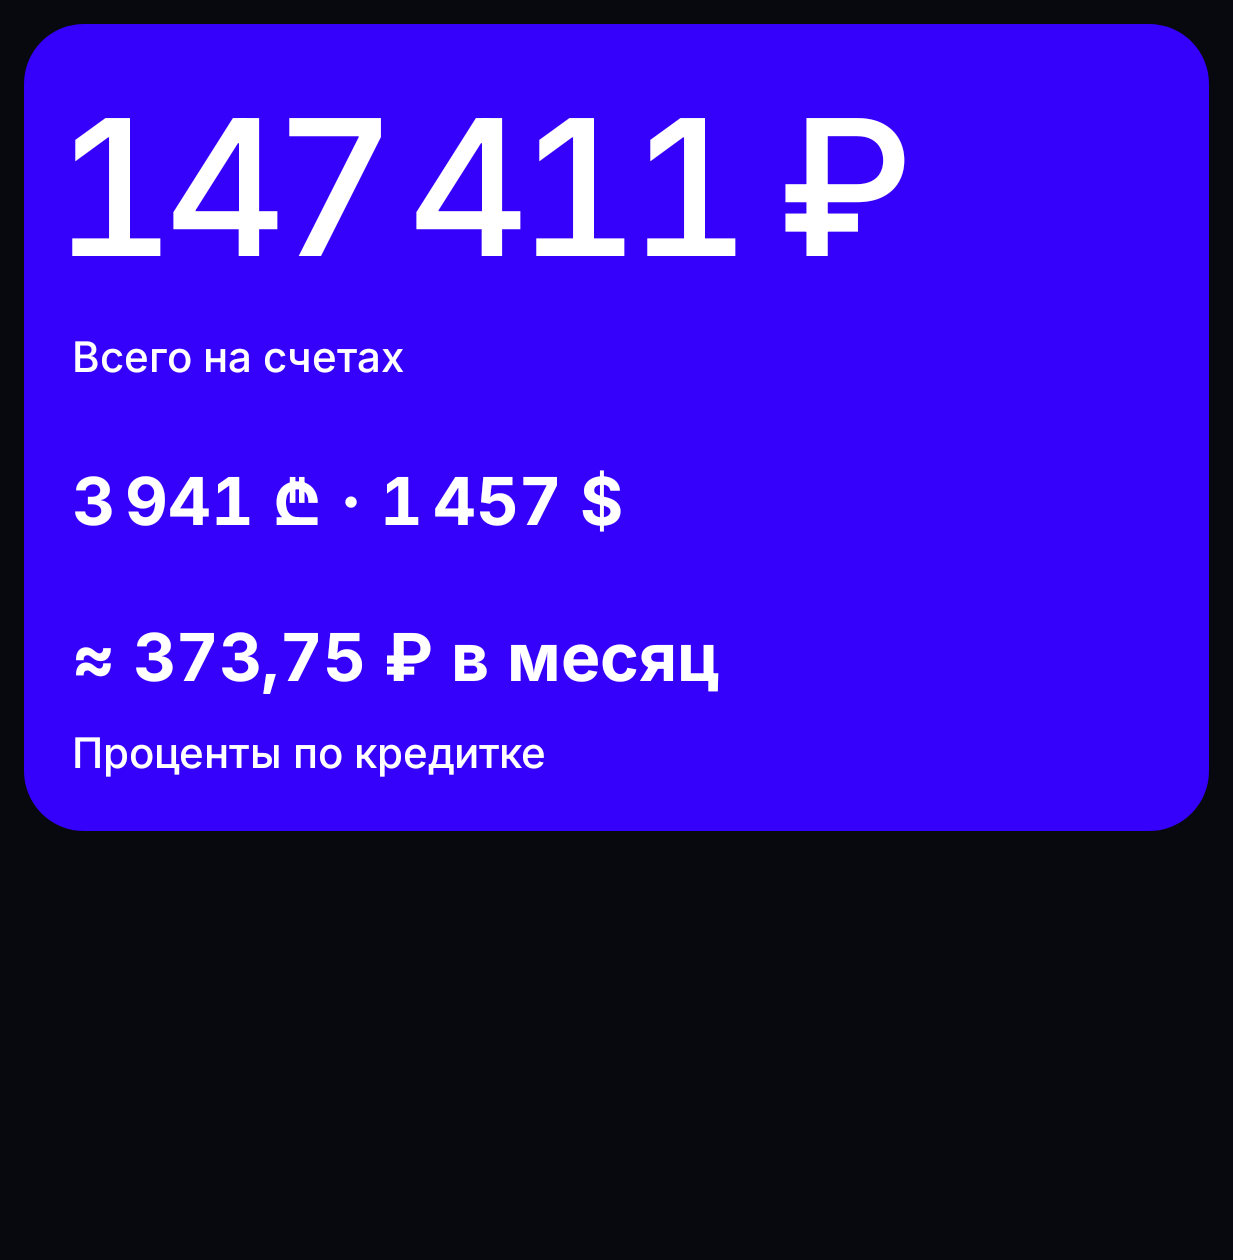 147 411 ₽
Всего на счетах
3 941 ₾ · 1 457 $
≈ 373,75 ₽ в месяц
Проценты по кредитке